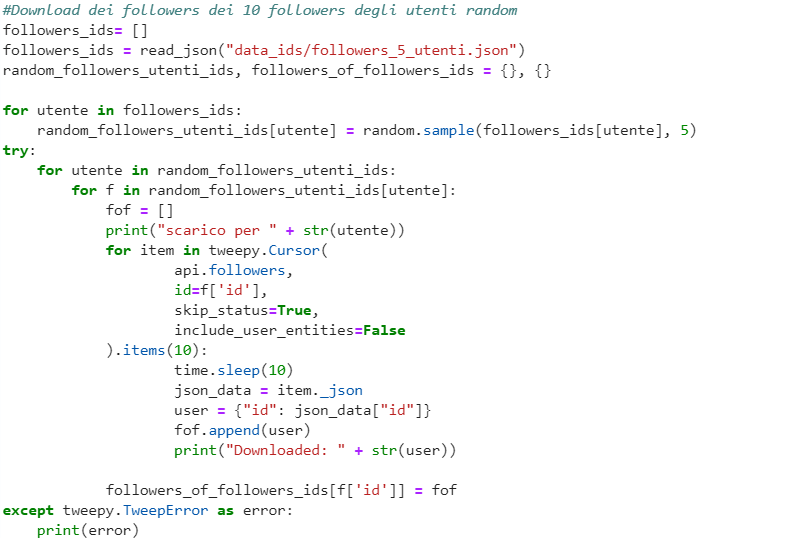 #Download dei followers dei 10 followers degli utenti random
followers_ids= []
followers_ids = read_json("data_ids/followers_5_utenti.json")
random_followers_utenti_ids, followers_of_followers_ids = {}, {}

for utente in followers_ids:
    random_followers_utenti_ids[utente] = random.sample(followers_ids[utente], 5)
try:
    for utente in random_followers_utenti_ids:
        for f in random_followers_utenti_ids[utente]:
            fof = []
            print("scarico per " + str(utente))
            for item in tweepy.Cursor(
                    api.followers,
                    id=f['id'],
                    skip_status=True,
                    include_user_entities=False
            ).items(10):
                    time.sleep(10)
                    json_data = item._json
                    user = {"id": json_data["id"]}
                    fof.append(user)
                    print("Downloaded: " + str(user))

            followers_of_followers_ids[f['id']] = fof
except tweepy.TweepError as error:
    print(error)